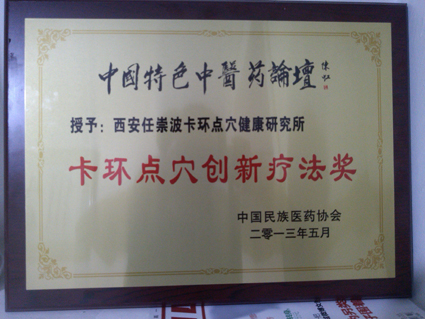 中国特色中醫药論壇
授予：西安任崇波卡环点穴健康研究所
卡环点穴创新疗法奖
中国民族医药协会
二零一三年五月